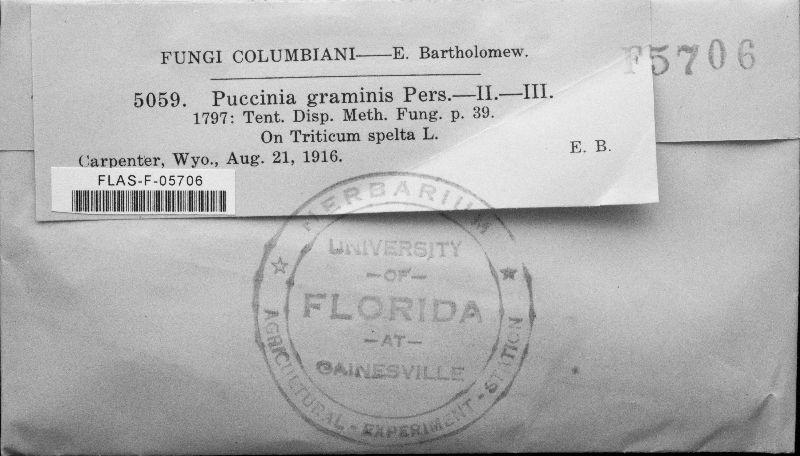 FUNGI COLUMBIANI——E. Bartholomew.
F5706
5059. Puccinia graminis Pers.—II.—III.
1797: Tent. Disp. Meth. Fung. p. 39.
On Triticum spelta L.
Carpenter, Wyo., Aug. 21, 1916.
E. B.
FLAS-F-05706
HERBARIUM
UNIVERSITY
—OF—
FLORIDA
—AT—
GAINESVILLE
AGRICULTURAL - EXPERIMENT - STATION